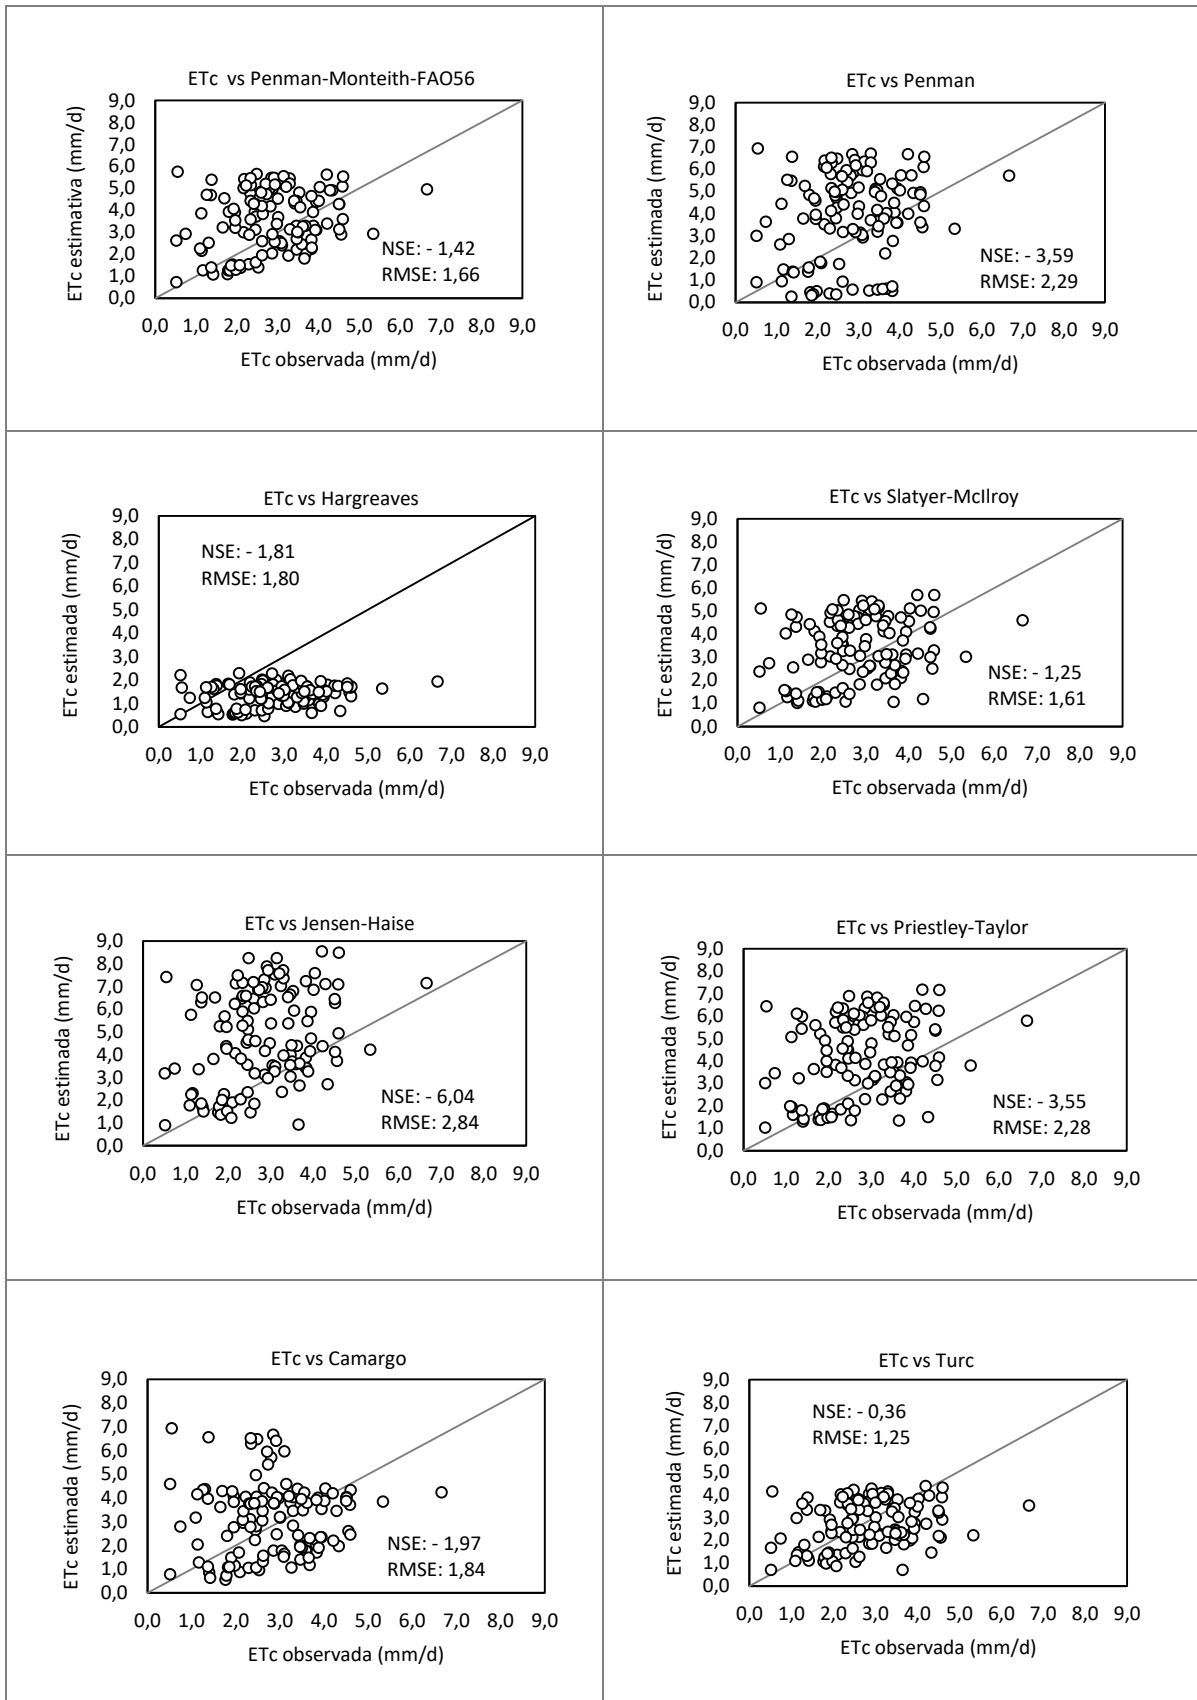 ETc vs Penman-Monteith-FAO56
ETc estimativa (mm/d)
9,0
8,0
7,0
6,0
5,0
4,0
3,0
2,0
1,0
0,0
NSE: - 1,42
RMSE: 1,66
0,0 1,0 2,0 3,0 4,0 5,0 6,0 7,0 8,0 9,0
ETc observada (mm/d)
ETc vs Penman
ETc estimada (mm/d)
9,0
8,0
7,0
6,0
5,0
4,0
3,0
2,0
1,0
0,0
NSE: - 3,59
RMSE: 2,29
0,0 1,0 2,0 3,0 4,0 5,0 6,0 7,0 8,0 9,0
ETc observada (mm/d)
ETc vs Hargreaves
ETc estimada (mm/d)
9,0
8,0
7,0
6,0
5,0
4,0
3,0
2,0
1,0
0,0
NSE: - 1,81
RMSE: 1,80
0,0 1,0 2,0 3,0 4,0 5,0 6,0 7,0 8,0 9,0
ETc observada (mm/d)
ETc vs Slatyer-McIlroy
ETc estimada (mm/d)
9,0
8,0
7,0
6,0
5,0
4,0
3,0
2,0
1,0
0,0
NSE: - 1,25
RMSE: 1,61
0,0 1,0 2,0 3,0 4,0 5,0 6,0 7,0 8,0 9,0
ETc observada (mm/d)
ETc vs Jensen-Haise
ETc estimada (mm/d)
9,0
8,0
7,0
6,0
5,0
4,0
3,0
2,0
1,0
0,0
NSE: - 6,04
RMSE: 2,84
0,0 1,0 2,0 3,0 4,0 5,0 6,0 7,0 8,0 9,0
ETc observada (mm/d)
ETc vs Priestley-Taylor
ETc estimada (mm/d)
9,0
8,0
7,0
6,0
5,0
4,0
3,0
2,0
1,0
0,0
NSE: - 3,55
RMSE: 2,28
0,0 1,0 2,0 3,0 4,0 5,0 6,0 7,0 8,0 9,0
ETc observada (mm/d)
ETc vs Camargo
ETc estimada (mm/d)
9,0
8,0
7,0
6,0
5,0
4,0
3,0
2,0
1,0
0,0
NSE: - 1,97
RMSE: 1,84
0,0 1,0 2,0 3,0 4,0 5,0 6,0 7,0 8,0 9,0
ETc observada (mm/d)
ETc vs Turc
ETc estimada (mm/d)
9,0
8,0
7,0
6,0
5,0
4,0
3,0
2,0
1,0
0,0
NSE: - 0,36
RMSE: 1,25
0,0 1,0 2,0 3,0 4,0 5,0 6,0 7,0 8,0 9,0
ETc observada (mm/d)